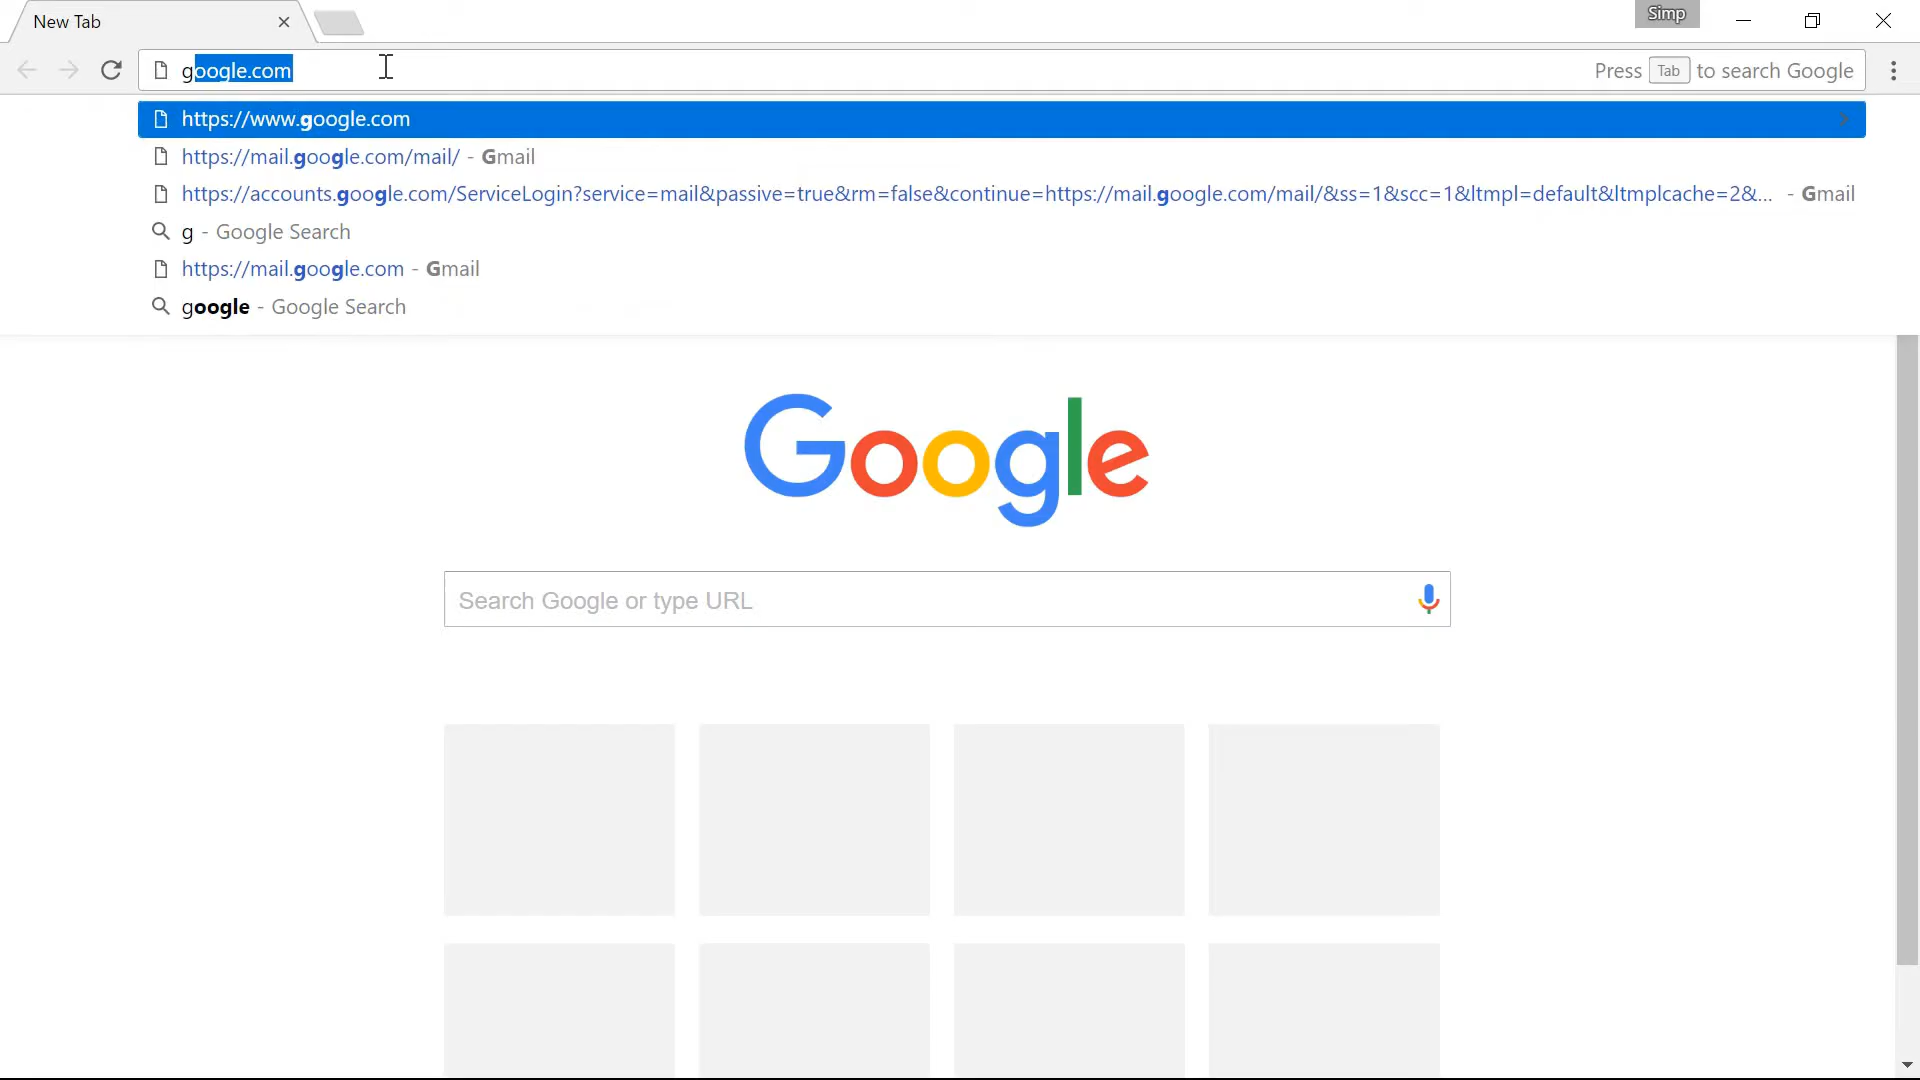 New Tab
Simp
google.com
Press Tab to search Google
https://www.google.com
https://mail.google.com/mail/ - Gmail
https://accounts.google.com/ServiceLogin?service=mail&passive=true&rm=false&continue=https://mail.google.com/mail/&ss=1&scc=1&ltmpl=default&ltmplcache=2&... - Gmail
g - Google Search
https://mail.google.com - Gmail
google - Google Search
Google
Search Google or type URL